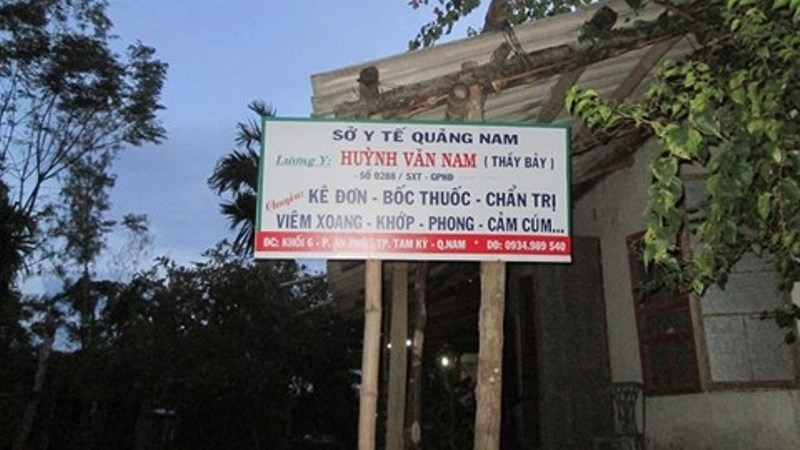 SỞ Y TẾ QUẢNG NAM
Lương Y: HUỲNH VĂN NAM ( THẦY BẢY )
- SỐ 0288 / SXT - GPHĐ
Chuyên: KÊ ĐƠN - BỐC THUỐC - CHẨN TRỊ
VIÊM XOANG - KHỚP - PHONG - CẢM CÚM...
ĐC: KHỐI 6 - P. AN PHÚ - TP. TAM KỲ - Q.NAM * DĐ: 0934.989 540